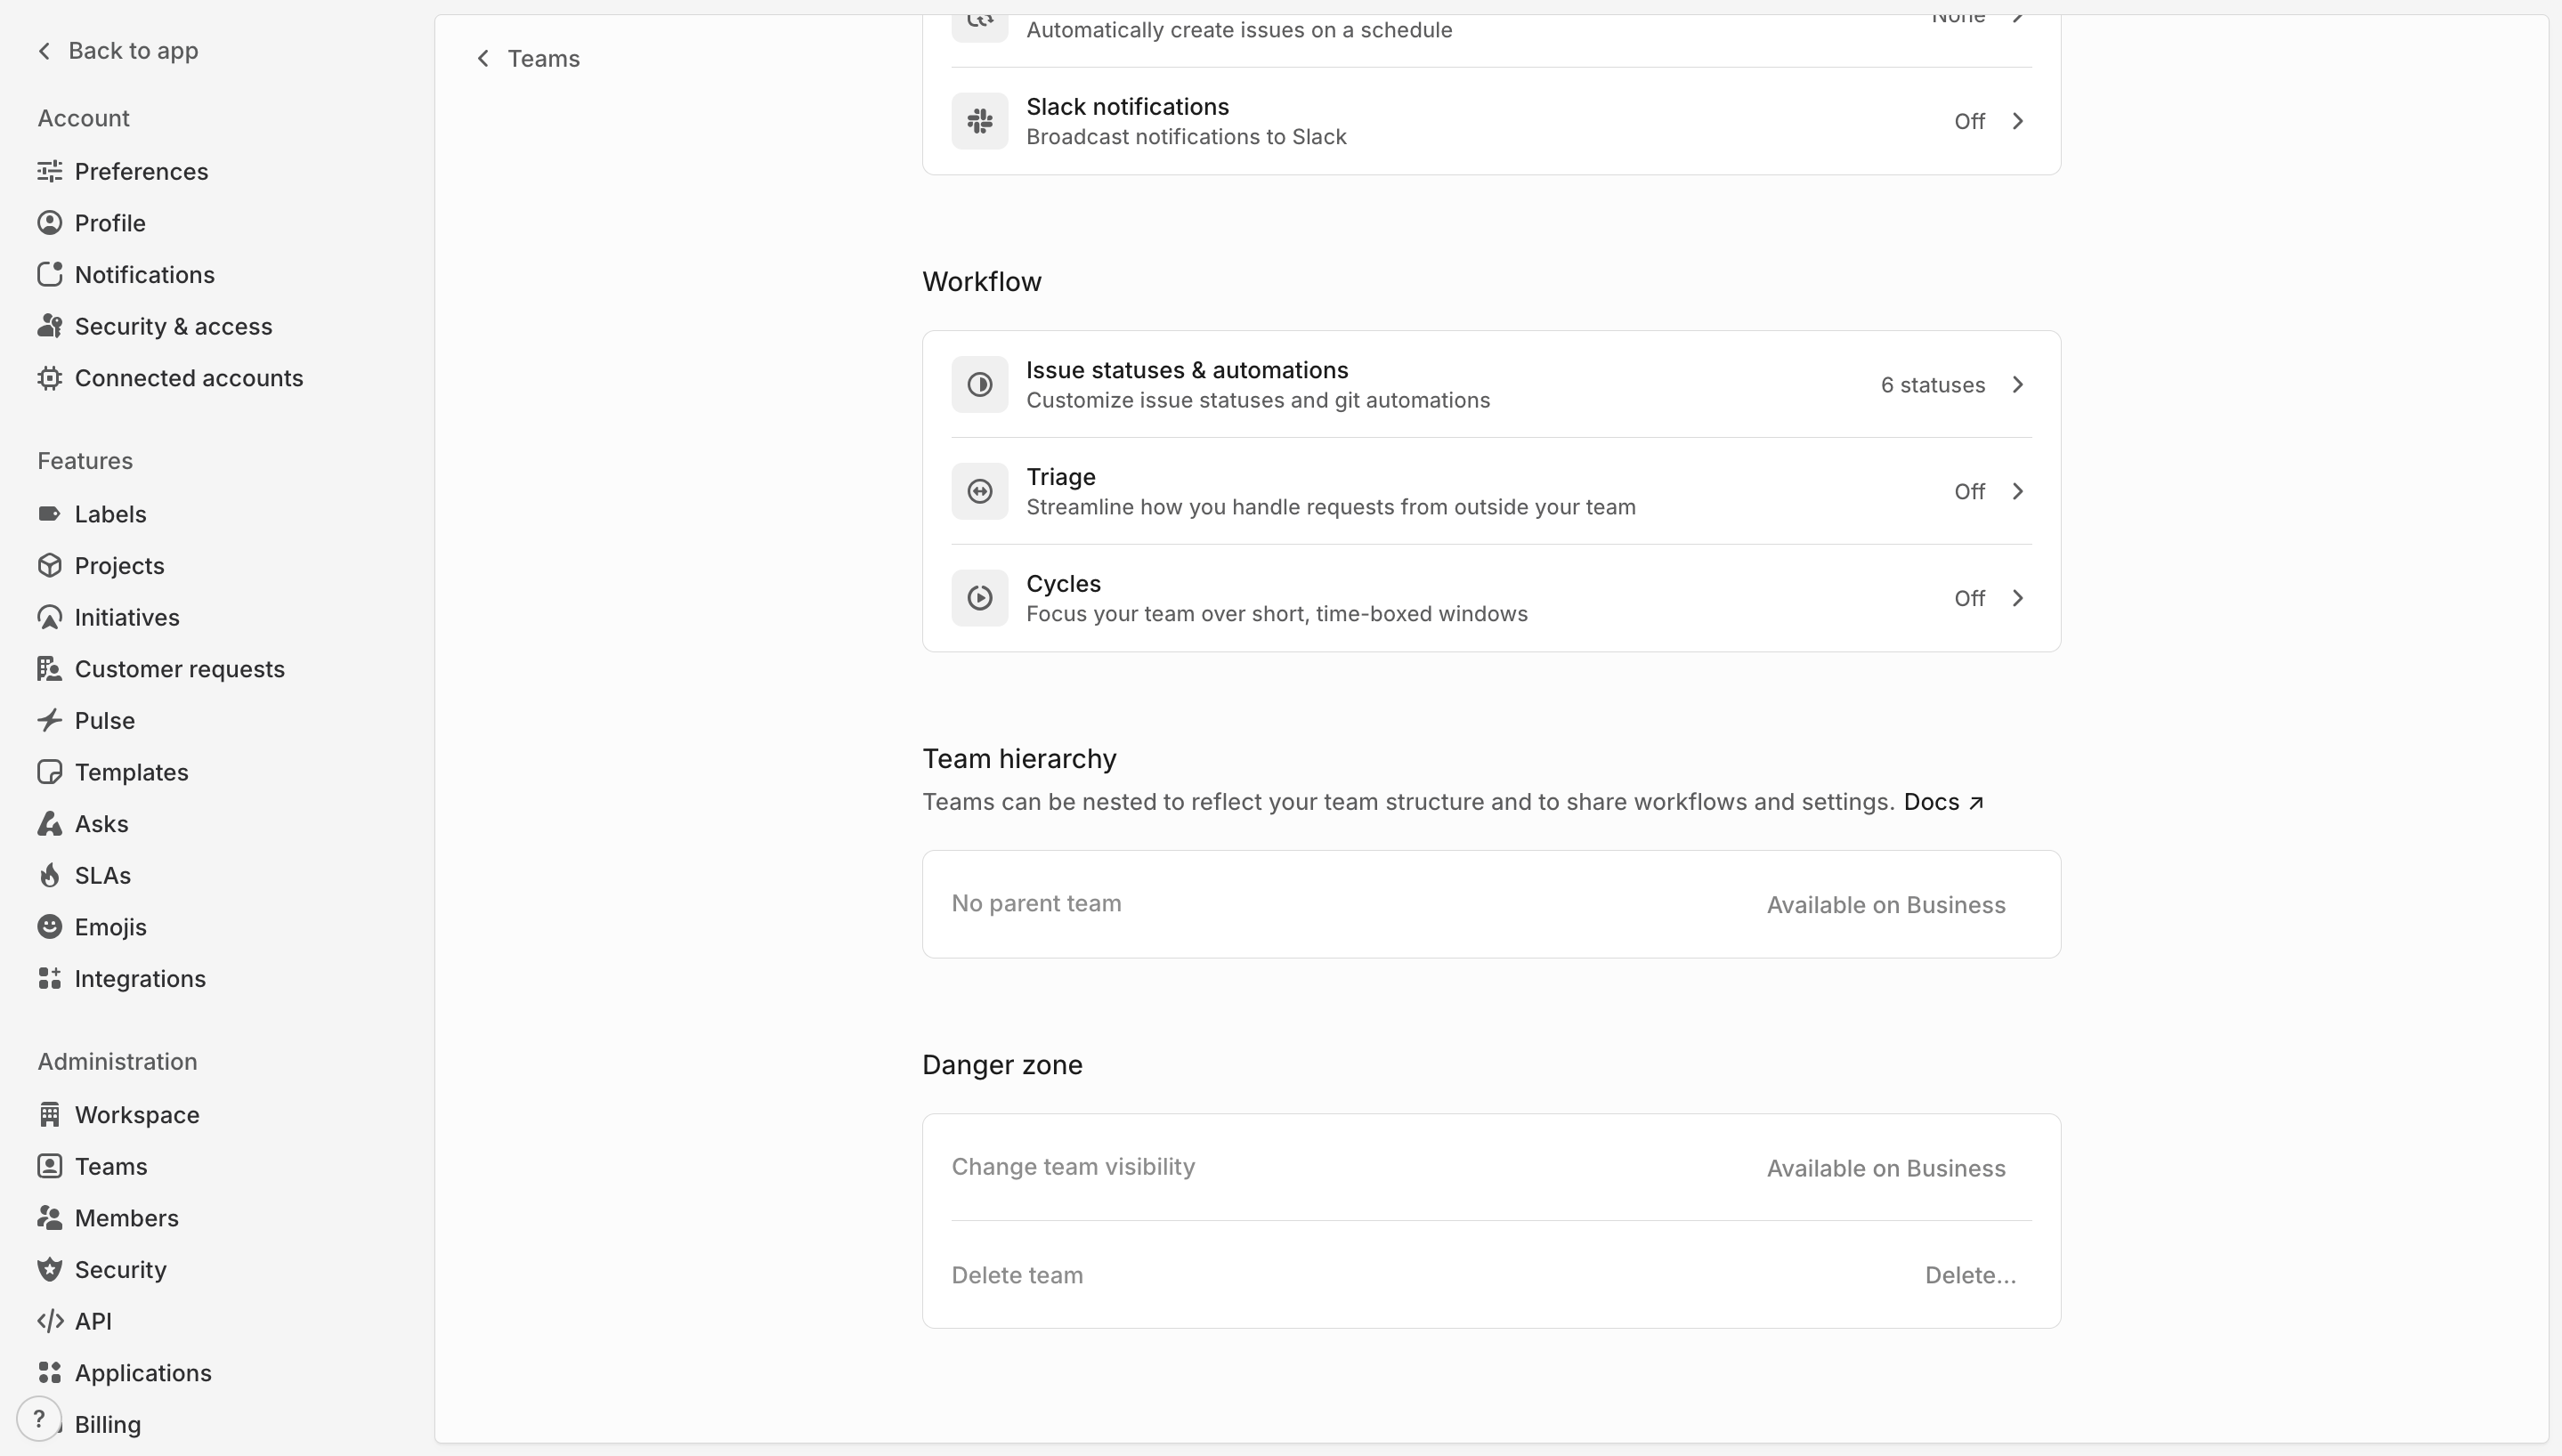 Back to app
Account
Preferences
Profile
Notifications
Security & access
Connected accounts
Features
Labels
Projects
Initiatives
Customer requests
Pulse
Templates
Asks
SLAs
Emojis
Integrations
Administration
Workspace
Teams
Members
Security
API
Applications
? Billing
Teams
None
Automatically create issues on a schedule
Slack notifications
Broadcast notifications to Slack
Off
Workflow
Issue statuses & automations
Customize issue statuses and git automations
6 statuses
Triage
Streamline how you handle requests from outside your team
Off
Cycles
Focus your team over short, time-boxed windows
Off
Team hierarchy
Teams can be nested to reflect your team structure and to share workflows and settings. Docs ↗
No parent team
Available on Business
Danger zone
Change team visibility
Available on Business
Delete team
Delete...